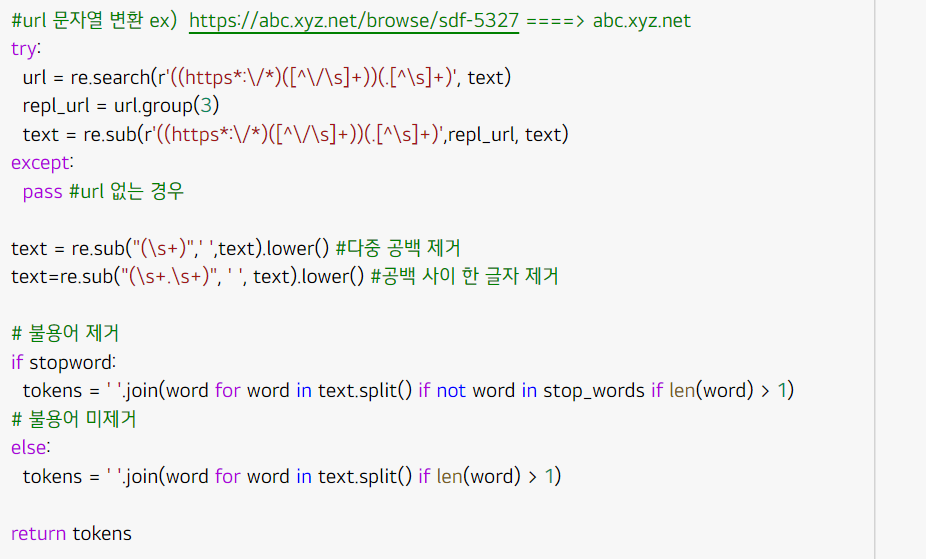 #url 문자열 변환 ex)  https://abc.xyz.net/browse/sdf-5327 ====> abc.xyz.net
try:
  url = re.search(r'((https*:\/*)([^\/\s]+))(.[^\s]+)', text)
  repl_url = url.group(3)
  text = re.sub(r'((https*:\/*)([^\/\s]+))(.[^\s]+)',repl_url, text)
except:
  pass #url 없는 경우

text = re.sub("(\s+)",' ',text).lower() #다중 공백 제거
text=re.sub("(\s+.\s+)", ' ', text).lower() #공백 사이 한 글자 제거

# 불용어 제거
if stopword:
  tokens = ' '.join(word for word in text.split() if not word in stop_words if len(word) > 1)
# 불용어 미제거
else:
  tokens = ' '.join(word for word in text.split() if len(word) > 1)

return tokens